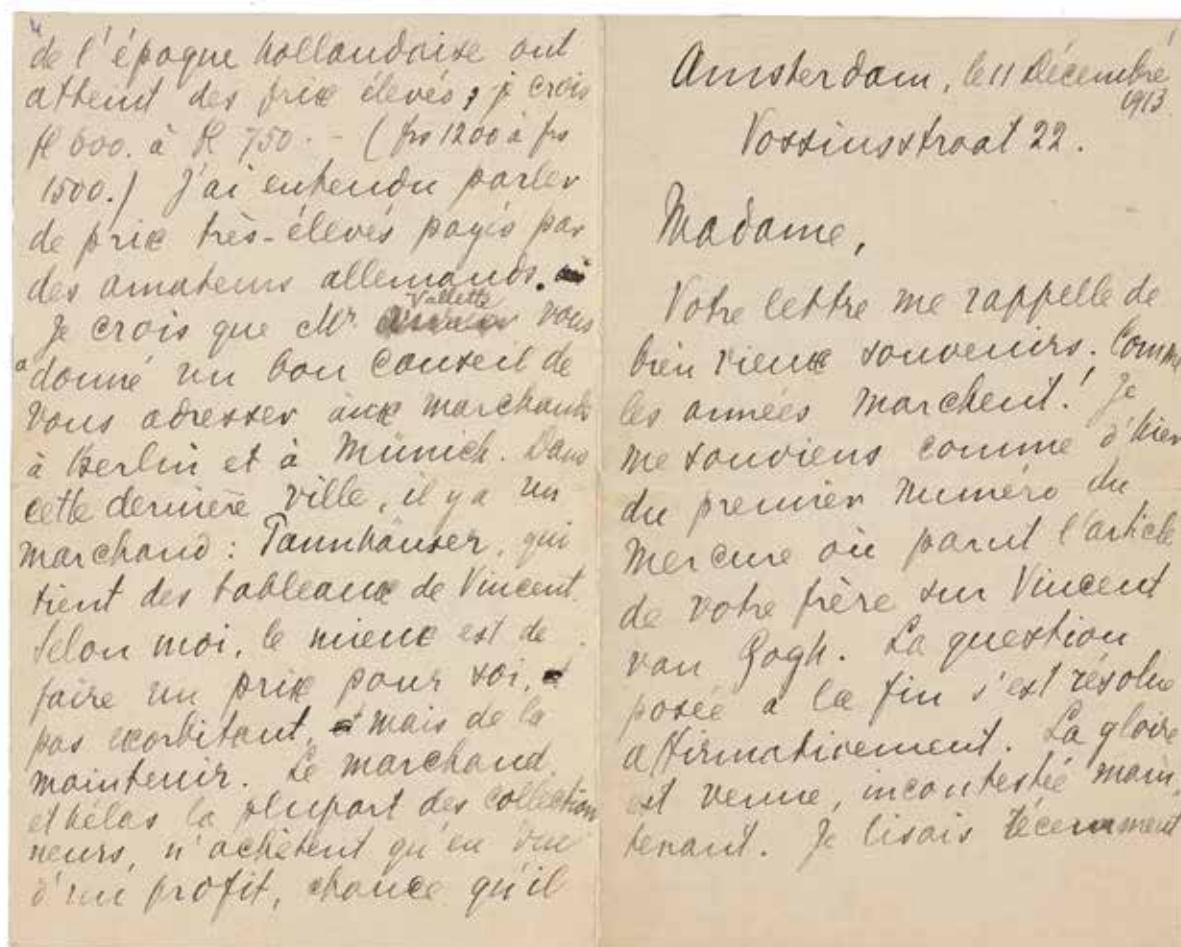 4
de l'époque hollandaise ont
atteint des prix élevés, je crois
fl 600. à fl 750.- (frs 1200 à frs
1500.) J'ai entendu parler
de prix très-élevés payés par
des amateurs allemands.
Je crois que Mr. Vallette vous
a donné un bon conseil de
vous adresser aux marchands
à Berlin et à Münich. Dans
cette dernière ville, il y a un
marchand: Tannhäuser, qui
tient des tableaux de Vincent.
Selon moi, le mieux est de
faire un prix pour soi,
pas exorbitant, mais de la
maintenir. Le marchand
et hélas la plupart des collection
neurs, n'achètent qu'en vue
d'un profit, chance qu'il
1
Amsterdam, le 11 Décembre
1913
Vossiusstraat 22.
Madame,
Votre lettre me rappelle de
bien vieux souvenirs. Comme
les années marchent! Je
me souviens comme d'hier
du premier numéro du
Mercure où parut l'article
de votre frère sur Vincent
van Gogh. La question
posée à la fin s'est résolue
affirmativement. La gloire
est venue, incontestée main-
tenant. Je lisais récemment